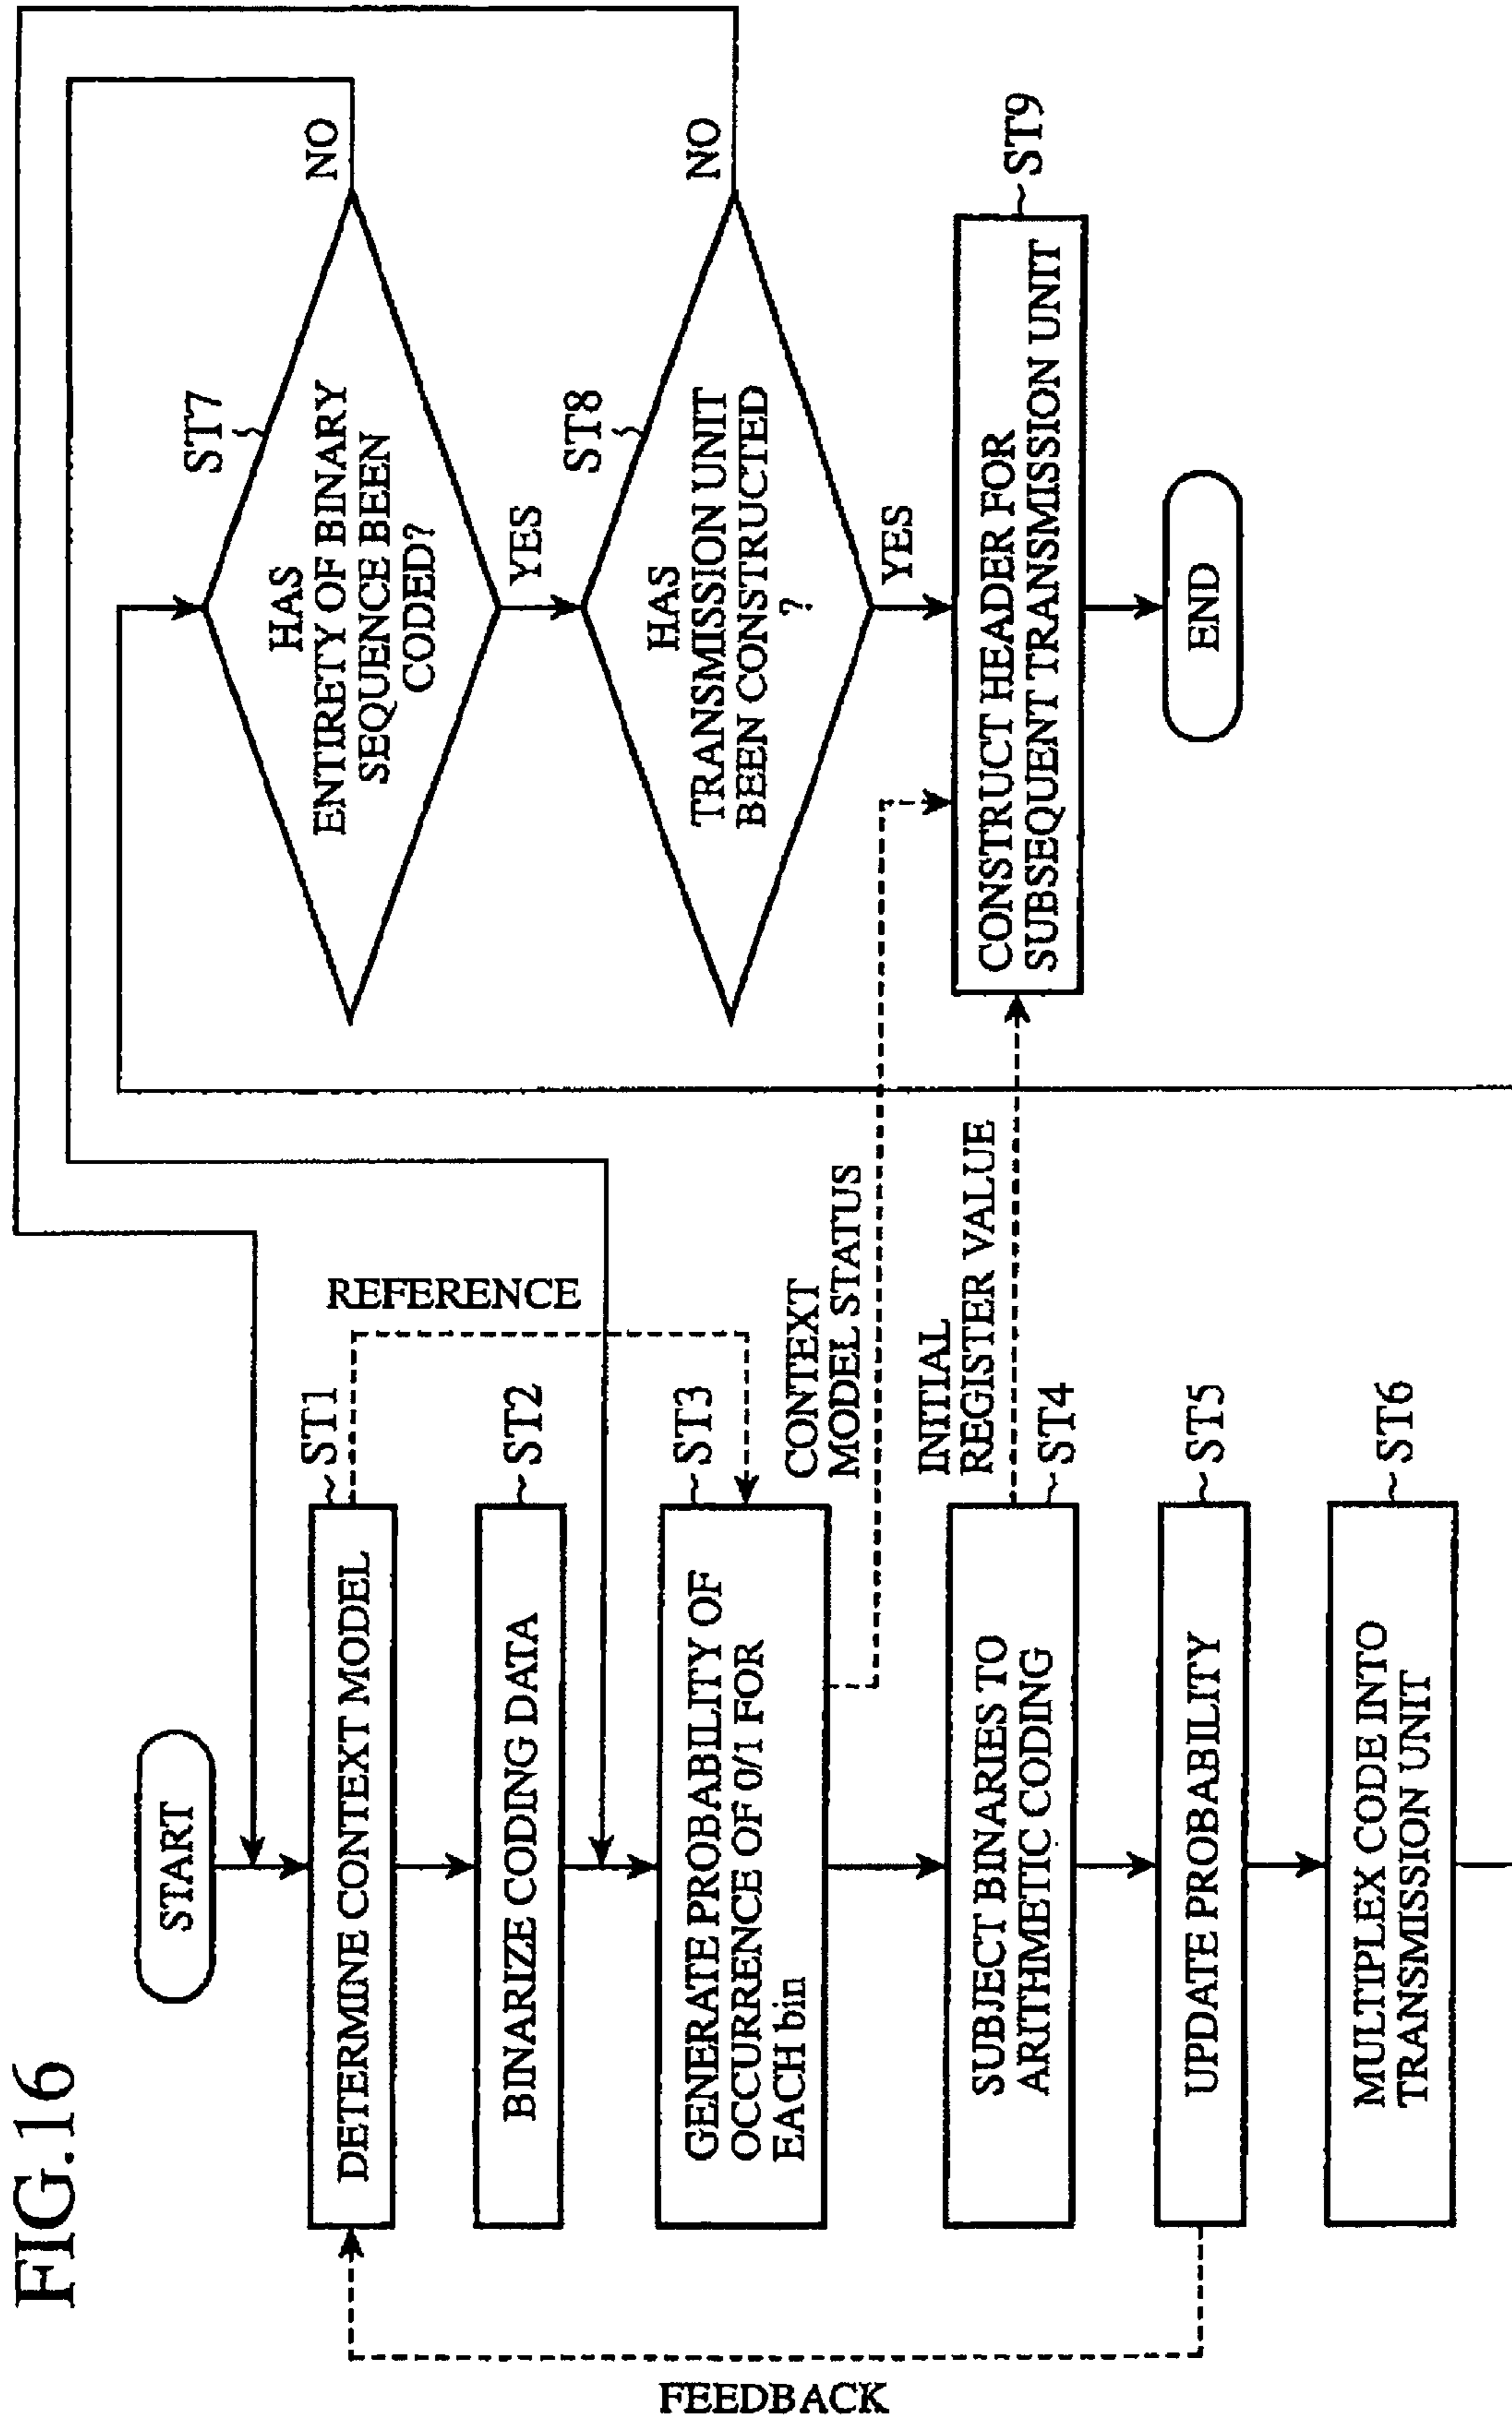 FIG.16
START
DETERMINE CONTEXT MODEL
ST1
REFERENCE
BINARIZE CODING DATA
ST2
GENERATE PROBABILITY OF
OCCURRENCE OF 0/1 FOR
EACH bin
ST3
CONTEXT
MODEL STATUS
INITIAL
REGISTER VALUE
SUBJECT BINARIES TO
ARITHMETIC CODING
ST4
UPDATE PROBABILITY
ST5
FEEDBACK
MULTIPLEX CODE INTO
TRANSMISSION UNIT
ST6
ST7
HAS
ENTIRETY OF BINARY
SEQUENCE BEEN
CODED?
NO
YES
ST8
HAS
TRANSMISSION UNIT
BEEN CONSTRUCTED
?
NO
YES
CONSTRUCT HEADER FOR
SUBSEQUENT TRANSMISSION UNIT
ST9
END